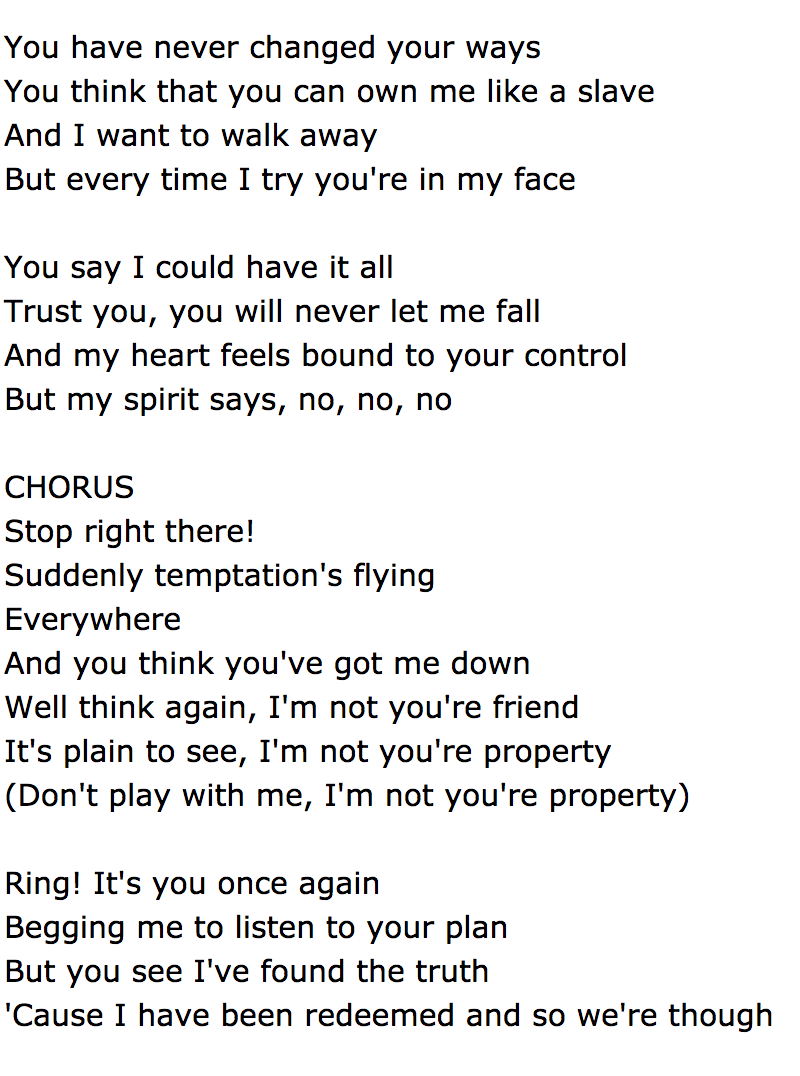 You have never changed your ways
You think that you can own me like a slave
And I want to walk away
But every time I try you're in my face

You say I could have it all
Trust you, you will never let me fall
And my heart feels bound to your control
But my spirit says, no, no, no

CHORUS
Stop right there!
Suddenly temptation's flying
Everywhere
And you think you've got me down
Well think again, I'm not you're friend
It's plain to see, I'm not you're property
(Don't play with me, I'm not you're property)

Ring! It's you once again
Begging me to listen to your plan
But you see I've found the truth
'Cause I have been redeemed and so we're though